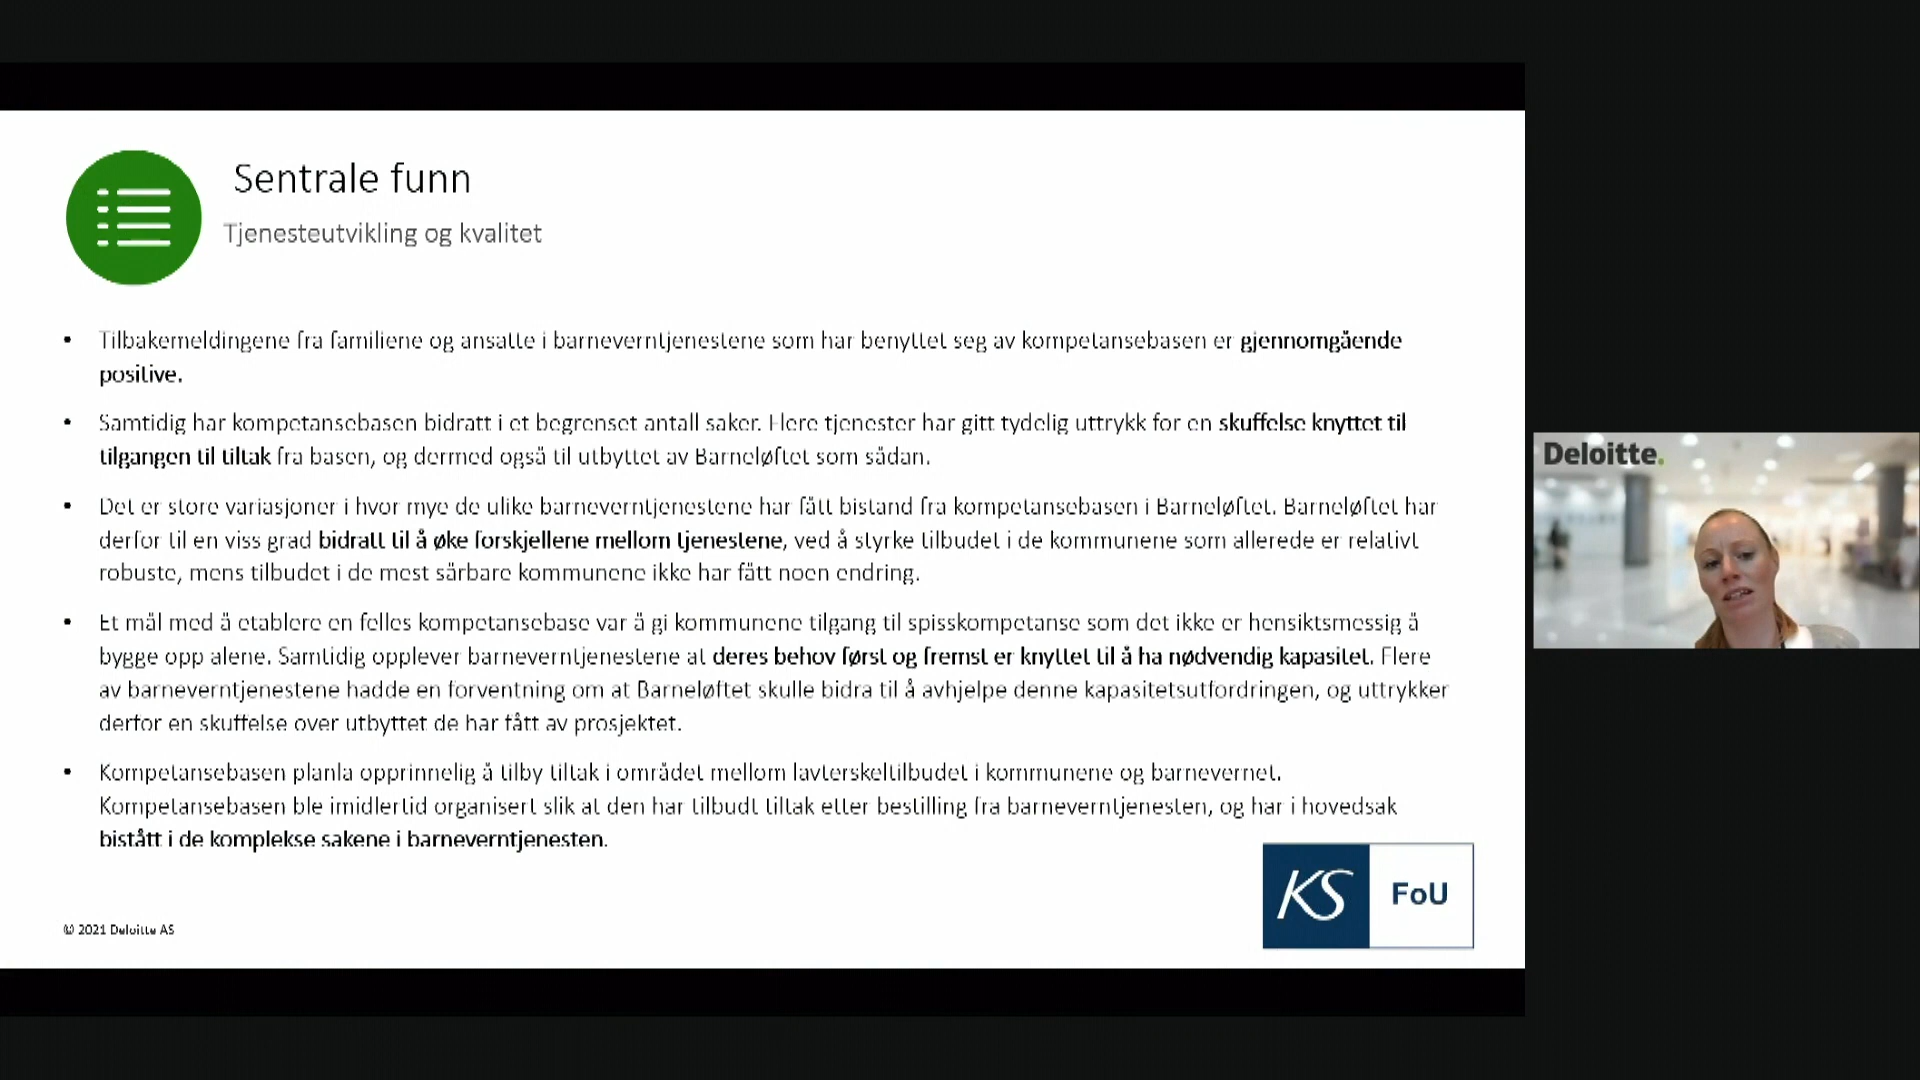 Sentrale funn
Tjenesteutvikling og kvalitet
• Tilbakemeldingene fra familiene og ansatte i barneverntjenestene som har benyttet seg av kompetansebasen er gjennomgående
positive.
• Samtidig har kompetansebasen bidratt i et begrenset antall saker. Flere tjenester har gitt tydelig uttrykk for en skuffelse knyttet til
tilgangen til tiltak fra basen, og dermed også til utbyttet av Barneløftet som sådan.
• Det er store variasjoner i hvor mye de ulike barneverntjenestene har fått bistand fra kompetansebasen i Barneløftet. Barneløftet har
derfor til en viss grad bidratt til å øke forskjellene mellom tjenestene, ved å styrke tilbudet i de kommunene som allerede er relativt
robuste, mens tilbudet i de mest sårbare kommunene ikke har fått noen endring.
• Et mål med å etablere en felles kompetansebase var å gi kommunene tilgang til spisskompetanse som det ikke er hensiktsmessig å
bygge opp alene. Samtidig opplever barneverntjenestene at deres behov først og fremst er knyttet til å ha nødvendig kapasitet. Flere
av barneverntjenestene hadde en forventning om at Barneløftet skulle bidra til å avhjelpe denne kapasitetsutfordringen, og uttrykker
derfor en skuffelse over utbyttet de har fått av prosjektet.
• Kompetansebasen planla opprinnelig å tilby tiltak i området mellom lavterskeltilbudet i kommunene og barnevernet.
Kompetansebasen ble imidlertid organisert slik at den har tilbudt tiltak etter bestilling fra barneverntjenesten, og har i hovedsak
bistått i de komplekse sakene i barneverntjenesten.
KS FoU
© 2021 Deloitte AS
Deloitte.